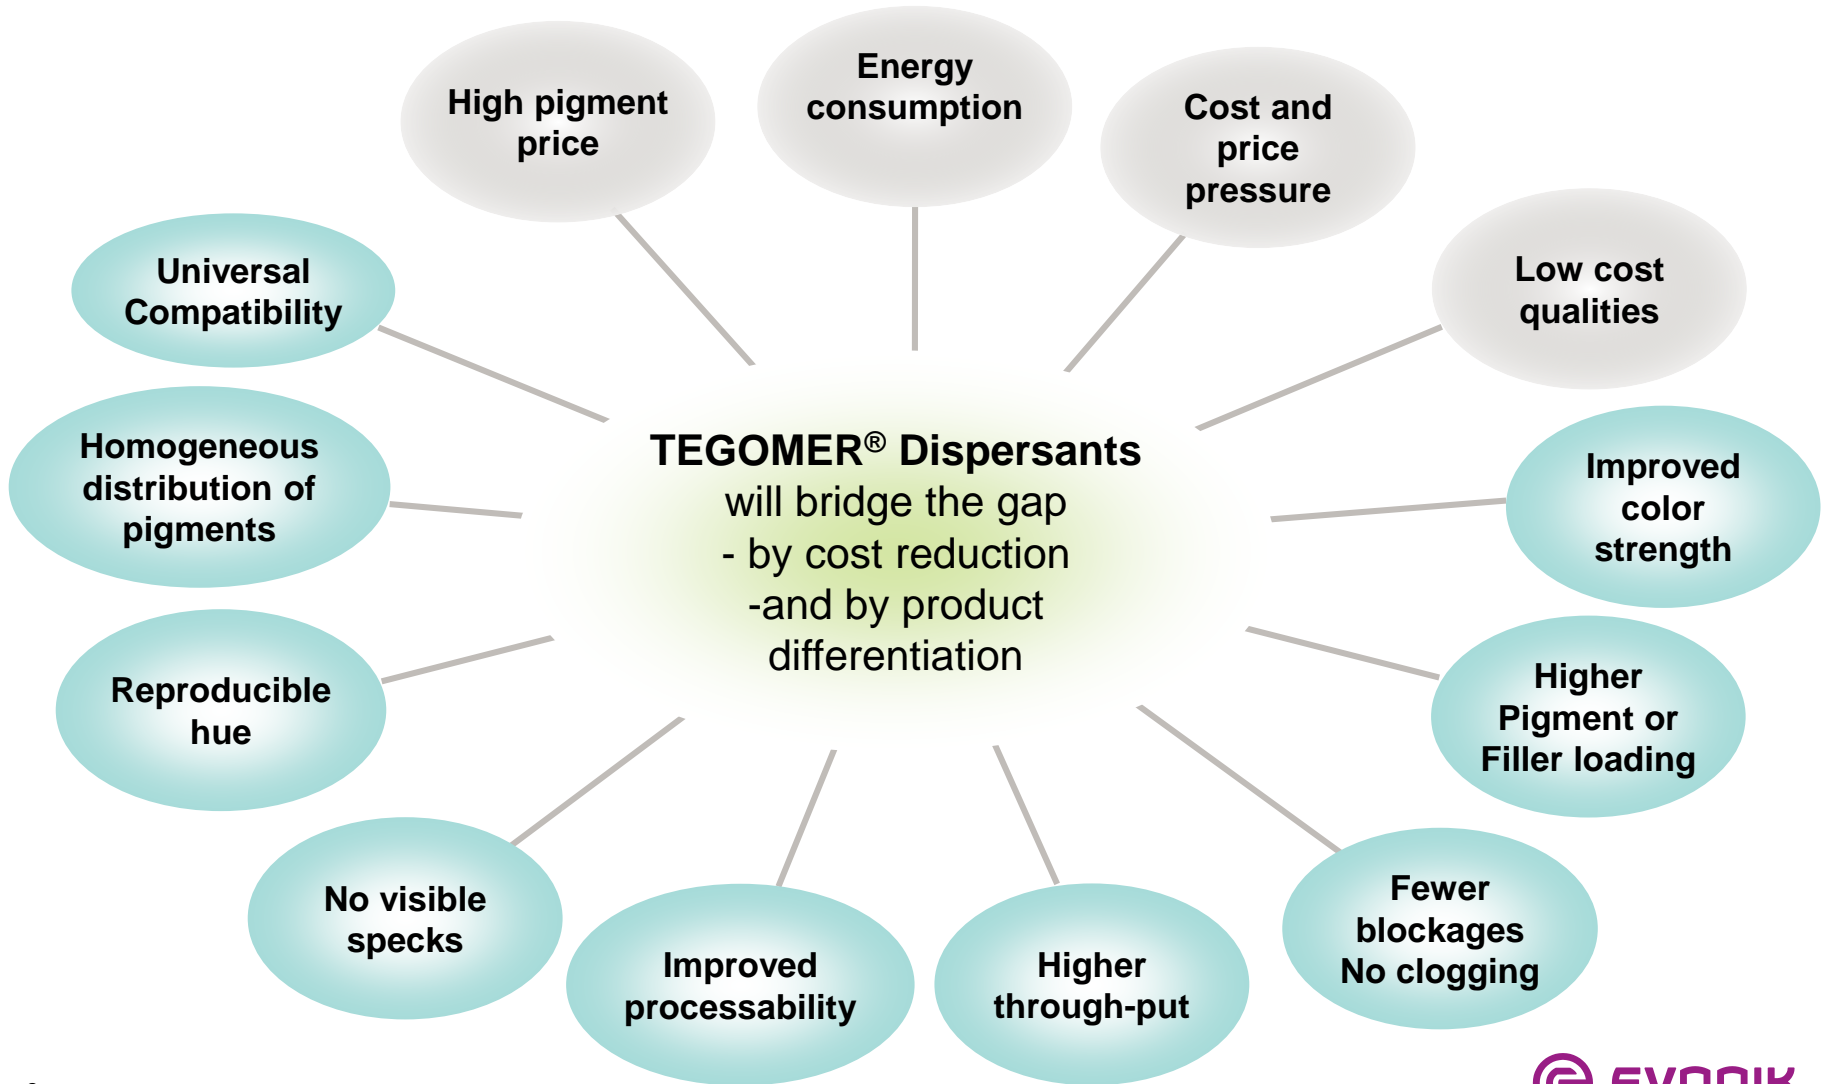 Energy
consumption
High pigment
price
Cost and
price
pressure
Universal
Compatibility
Low cost
qualities
Homogeneous
distribution of
pigments
TEGOMER® Dispersants
will bridge the gap
- by cost reduction
-and by product
differentiation
Improved
color
strength
Reproducible
hue
Higher
Pigment or
Filler loading
No visible
specks
Improved
processability
Higher
through-put
Fewer
blockages
No clogging
EVONIK